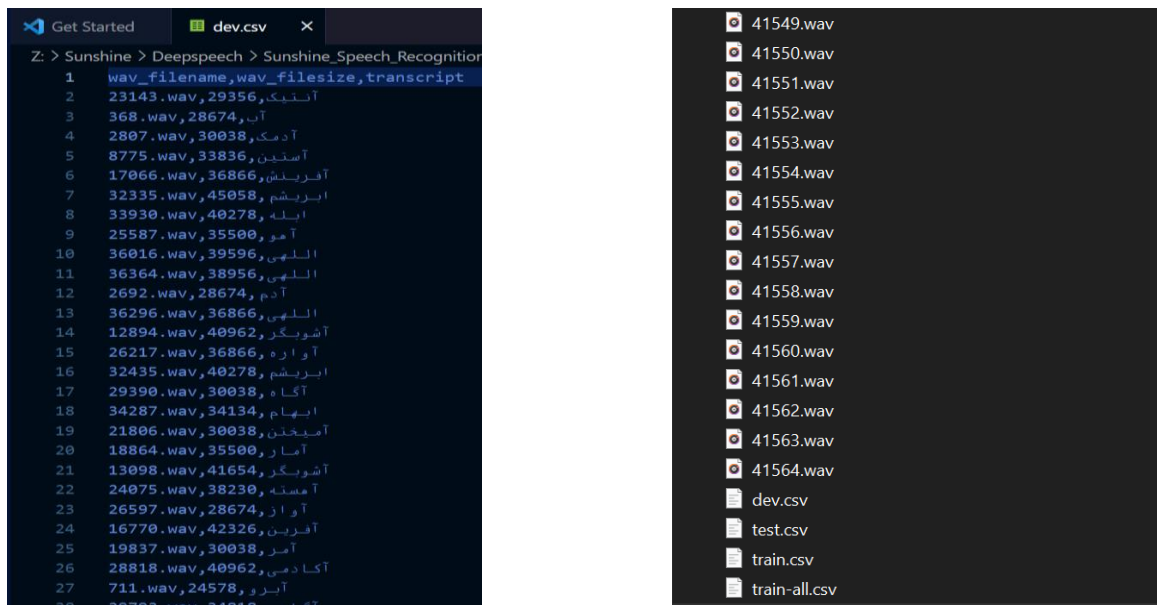 Get Started
dev.csv
Z: > Sunshine > Deepspeech > Sunshine_Speech_Recognition
1 wav_filename,wav_filesize,transcript
2 23143.wav,29356,آنتیک
3 368.wav,28674,آب
4 2807.wav,30038,آدمک
5 8775.wav,33836,آستین
6 17066.wav,36866,آفرینش
7 32335.wav,45058,ابریشم
8 33930.wav,40278,ابله
9 25587.wav,35500,آهو
10 36016.wav,39596,اللهی
11 36364.wav,38956,اللهی
12 2692.wav,28674,آدم
13 36296.wav,36866,اللهی
14 12894.wav,40962,آشوبگر
15 26217.wav,36866,آواره
16 32435.wav,40278,ابریشم
17 29390.wav,30038,آگاه
18 34287.wav,34134,ابهام
19 21806.wav,30038,آمیختن
20 18864.wav,35500,آمار
21 13098.wav,41654,آشوبگر
22 24075.wav,38230,آهسته
23 26597.wav,28674,آواز
24 16770.wav,42326,آفرین
25 19837.wav,30038,آمر
26 28818.wav,40962,آکادمی
27 711.wav,24578,آبرو
41549.wav
41550.wav
41551.wav
41552.wav
41553.wav
41554.wav
41555.wav
41556.wav
41557.wav
41558.wav
41559.wav
41560.wav
41561.wav
41562.wav
41563.wav
41564.wav
dev.csv
test.csv
train.csv
train-all.csv